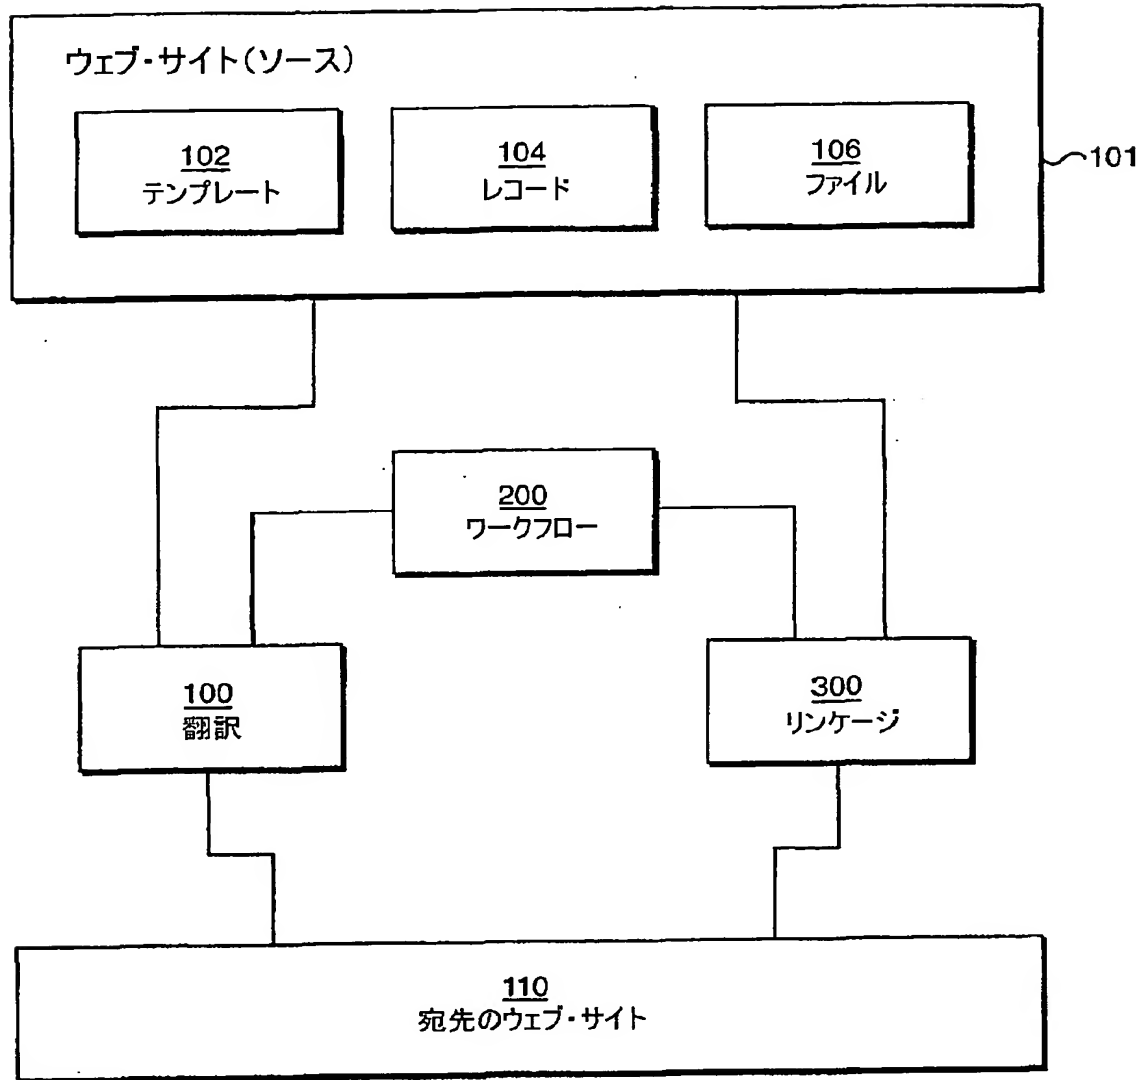 ウェブ・サイト(ソース)
102
テンプレート
104
レコード
106
ファイル
101
200
ワークフロー
100
翻訳
300
リンケージ
110
宛先のウェブ・サイト